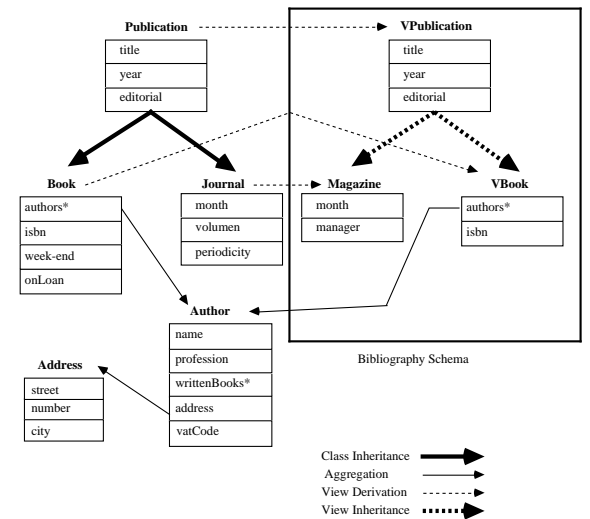 Publication
title
year
editorial
VPublication
title
year
editorial
Book
authors*
isbn
week-end
onLoan
Journal
month
volumen
periodicity
Magazine
month
manager
VBook
authors*
isbn
Author
name
profession
writtenBooks*
address
vatCode
Address
street
number
city
Bibliography Schema
Class Inheritance
Aggregation
View Derivation
View Inheritance